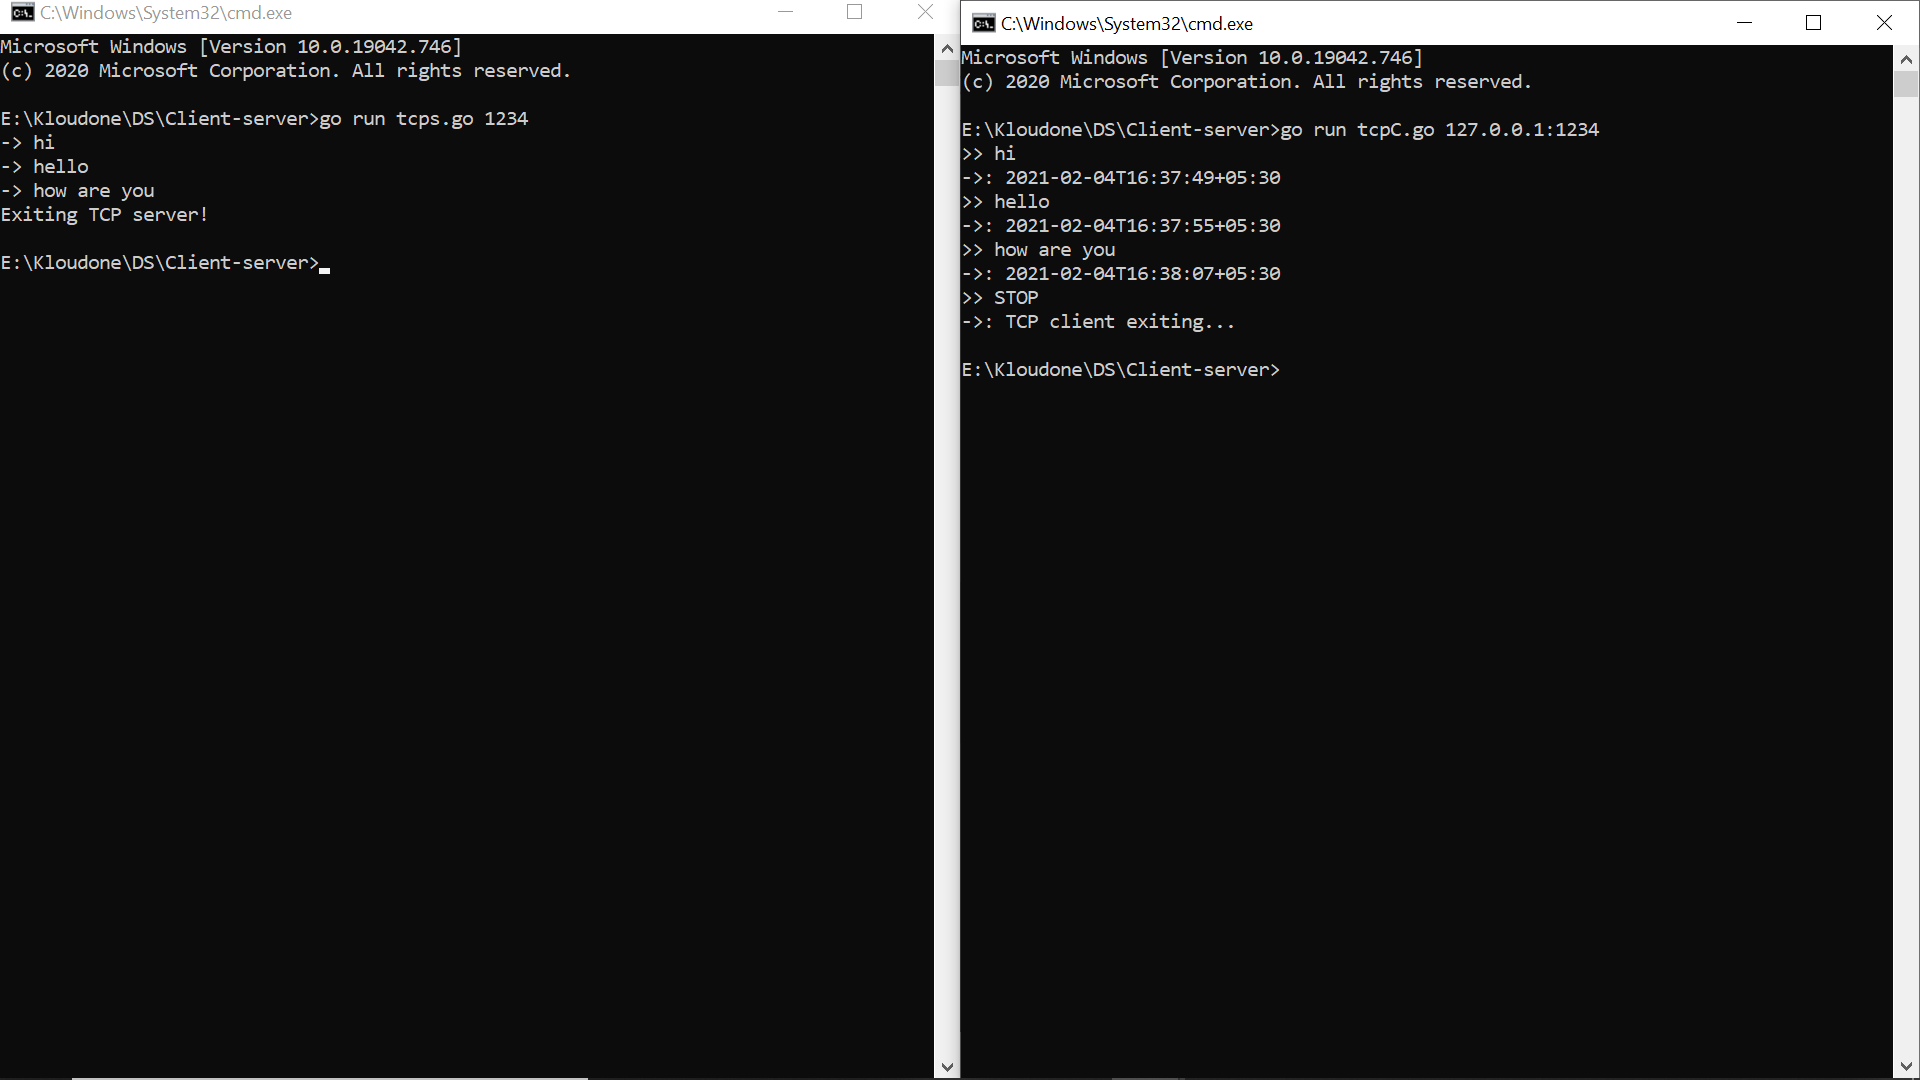 C:\Windows\System32\cmd.exe
Microsoft Windows [Version 10.0.19042.746]
(c) 2020 Microsoft Corporation. All rights reserved.
E:\Kloudone\DS\Client-server>go run tcps.go 1234
-> hi
-> hello
-> how are you
Exiting TCP server!
E:\Kloudone\DS\Client-server>
C:\Windows\System32\cmd.exe
Microsoft Windows [Version 10.0.19042.746]
(c) 2020 Microsoft Corporation. All rights reserved.
E:\Kloudone\DS\Client-server>go run tcpC.go 127.0.0.1:1234
>> hi
->: 2021-02-04T16:37:49+05:30
>> hello
->: 2021-02-04T16:37:55+05:30
>> how are you
->: 2021-02-04T16:38:07+05:30
>> STOP
->: TCP client exiting...
E:\Kloudone\DS\Client-server>